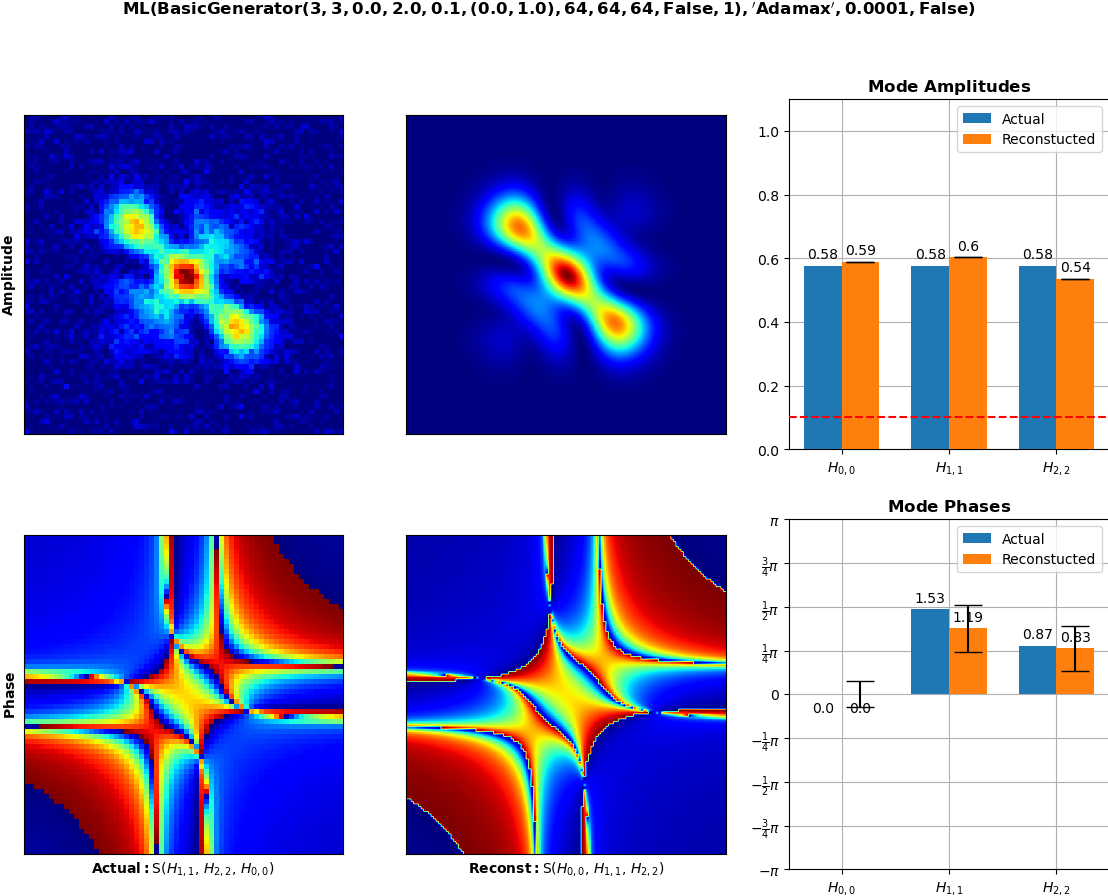 ML(BasicGenerator(3, 3, 0.0, 2.0, 0.1, (0.0, 1.0), 64, 64, 64, False, 1), ′Adamax′, 0.0001, False)
Amplitude
Mode Amplitudes
Actual
Reconstucted
1.0
0.8
0.6
0.4
0.2
0.0
0.58 0.59
0.58 0.6
0.58 0.54
H0,0 H1,1 H2,2
Phase
Actual: S(H1,1, H2,2, H0,0)
Reconst: S(H0,0, H1,1, H2,2)
Mode Phases
Actual
Reconstucted
π
3/4π
1/2π
1/4π
0
−1/4π
−1/2π
−3/4π
−π
0.0 0.0
1.53 1.19
0.87 0.83
H0,0 H1,1 H2,2